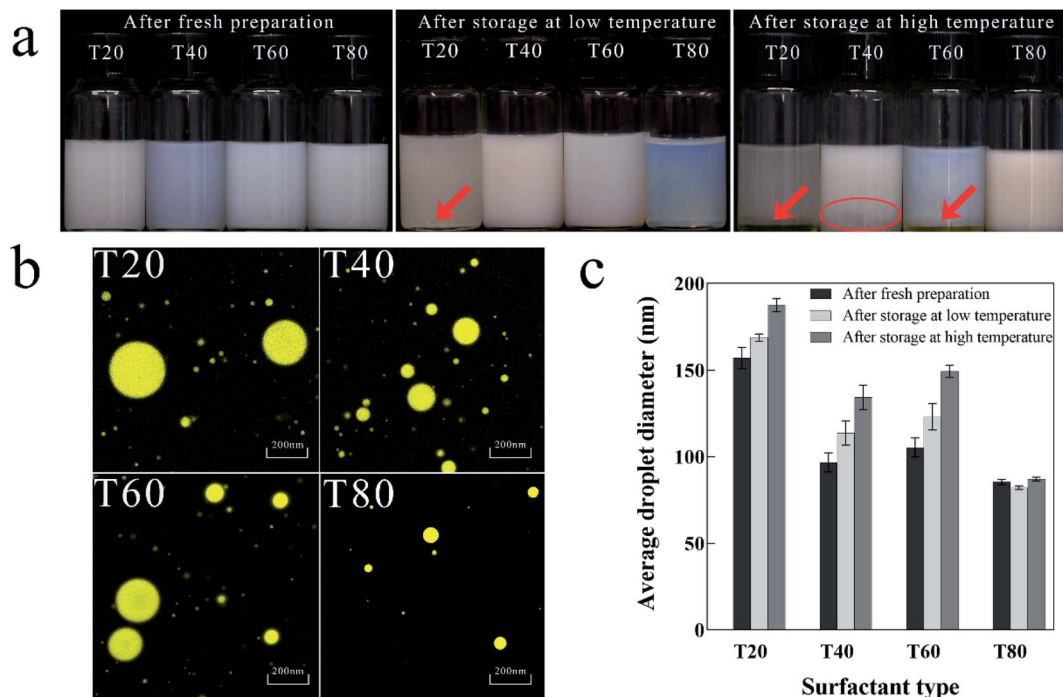 a
After fresh preparation
T20 T40 T60 T80
After storage at low temperature
T20 T40 T60 T80
After storage at high temperature
T20 T40 T60 T80
b
T20
200nm
T40
200nm
T60
200nm
T80
200nm
c
Average droplet diameter (nm)
200
150
100
50
0
After fresh preparation
After storage at low temperature
After storage at high temperature
T20 T40 T60 T80
Surfactant type